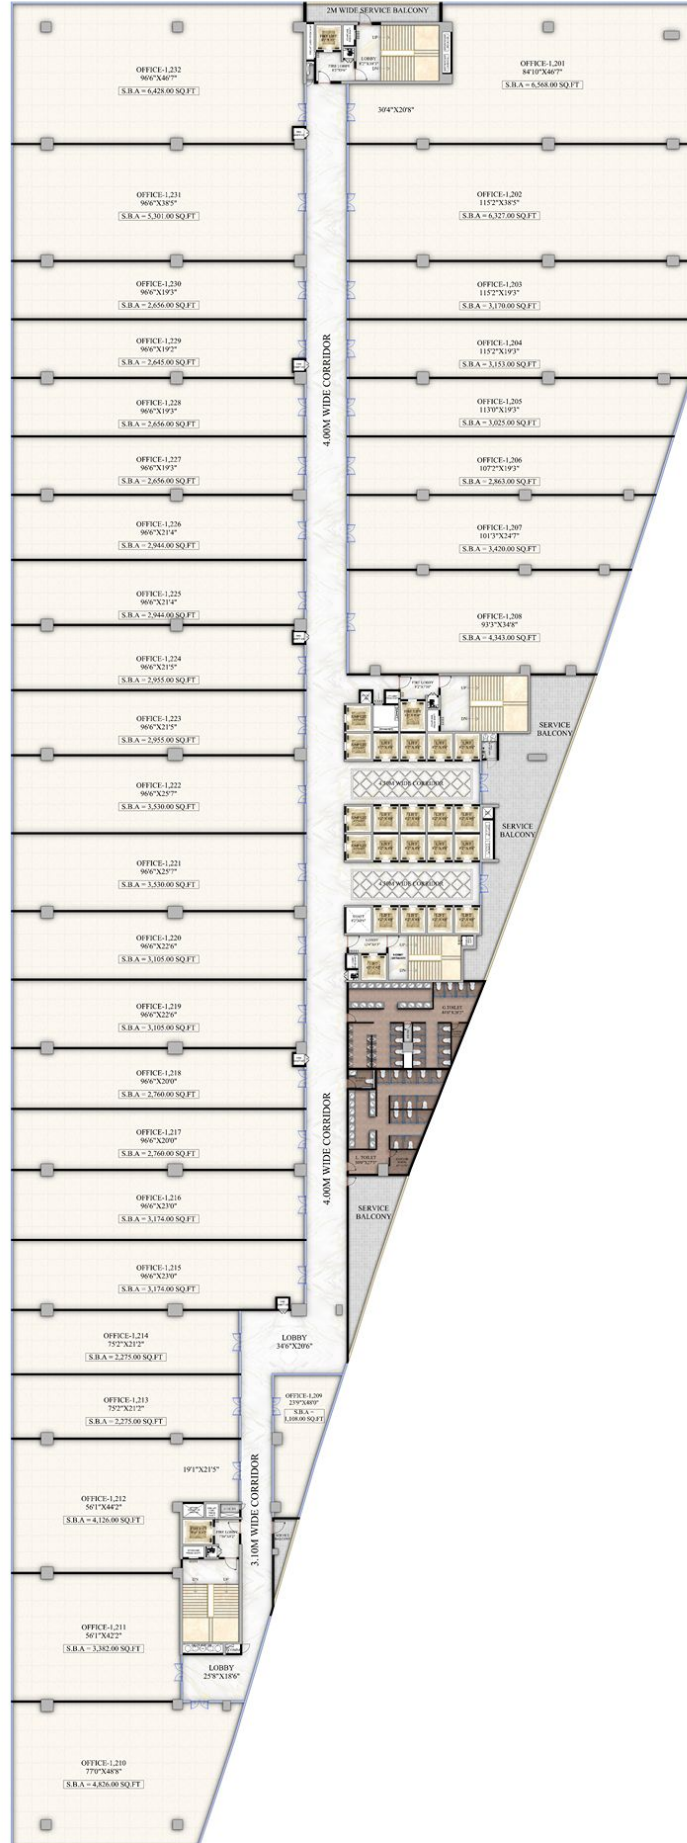 2M WIDE SERVICE BALCONY
OFFICE-1,232
96'6"X46'7"
S.B.A = 6,428.00 SQ.FT
OFFICE-1,201
84'10"X46'7"
S.B.A = 6,568.00 SQ.FT
30'4"X20'8"
OFFICE-1,231
96'6"X38'5"
S.B.A = 5,301.00 SQ.FT
OFFICE-1,202
115'2"X38'5"
S.B.A = 6,327.00 SQ.FT
OFFICE-1,230
96'6"X19'3"
S.B.A = 2,656.00 SQ.FT
OFFICE-1,203
115'2"X19'3"
S.B.A = 3,170.00 SQ.FT
OFFICE-1,229
96'6"X19'2"
S.B.A = 2,645.00 SQ.FT
OFFICE-1,204
115'2"X19'3"
S.B.A = 3,153.00 SQ.FT
4.00M WIDE CORRIDOR
OFFICE-1,228
96'6"X19'3"
S.B.A = 2,656.00 SQ.FT
OFFICE-1,205
113'0"X19'3"
S.B.A = 3,025.00 SQ.FT
OFFICE-1,227
96'6"X19'3"
S.B.A = 2,656.00 SQ.FT
OFFICE-1,206
107'2"X19'3"
S.B.A = 2,863.00 SQ.FT
OFFICE-1,226
96'6"X21'4"
S.B.A = 2,944.00 SQ.FT
OFFICE-1,207
101'3"X24'7"
S.B.A = 3,420.00 SQ.FT
OFFICE-1,225
96'6"X21'4"
S.B.A = 2,944.00 SQ.FT
OFFICE-1,208
93'3"X34'8"
S.B.A = 4,343.00 SQ.FT
OFFICE-1,224
96'6"X21'5"
S.B.A = 2,955.00 SQ.FT
OFFICE-1,223
96'6"X21'5"
S.B.A = 2,955.00 SQ.FT
SERVICE
BALCONY
OFFICE-1,222
96'6"X25'7"
S.B.A = 3,530.00 SQ.FT
SERVICE
BALCONY
OFFICE-1,221
96'6"X25'7"
S.B.A = 3,530.00 SQ.FT
OFFICE-1,220
96'6"X22'6"
S.B.A = 3,105.00 SQ.FT
OFFICE-1,219
96'6"X22'6"
S.B.A = 3,105.00 SQ.FT
OFFICE-1,218
96'6"X20'0"
S.B.A = 2,760.00 SQ.FT
4.00M WIDE CORRIDOR
OFFICE-1,217
96'6"X20'0"
S.B.A = 2,760.00 SQ.FT
OFFICE-1,216
96'6"X23'0"
S.B.A = 3,174.00 SQ.FT
SERVICE
BALCONY
OFFICE-1,215
96'6"X23'0"
S.B.A = 3,174.00 SQ.FT
OFFICE-1,214
75'2"X21'2"
S.B.A = 2,275.00 SQ.FT
LOBBY
34'6"X20'6"
OFFICE-1,213
75'2"X21'2"
S.B.A = 2,275.00 SQ.FT
OFFICE-1,209
23'9"X48'0"
S.B.A =
1,108.00 SQ.FT
19'1"X21'5"
OFFICE-1,212
56'1"X44'2"
S.B.A = 4,126.00 SQ.FT
3.10M WIDE CORRIDOR
OFFICE-1,211
56'1"X42'2"
S.B.A = 3,382.00 SQ.FT
LOBBY
25'8"X18'6"
OFFICE-1,210
77'0"X48'8"
S.B.A = 4,826.00 SQ.FT